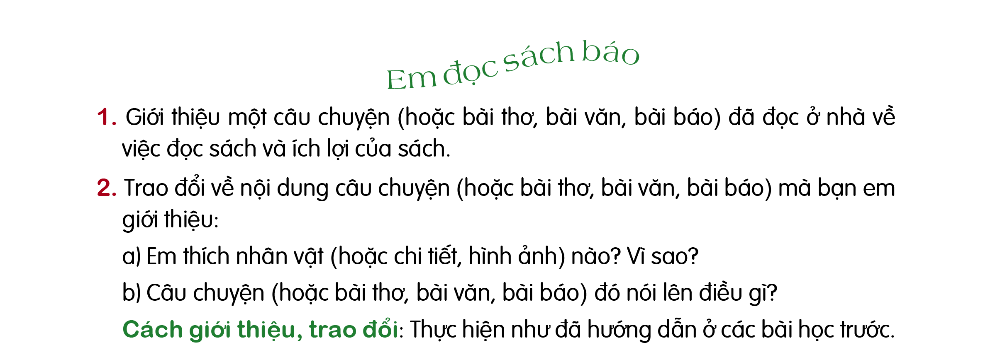 Em đọc sách báo
1. Giới thiệu một câu chuyện (hoặc bài thơ, bài văn, bài báo) đã đọc ở nhà về
việc đọc sách và ích lợi của sách.
2. Trao đổi về nội dung câu chuyện (hoặc bài thơ, bài văn, bài báo) mà bạn em
giới thiệu:
a) Em thích nhân vật (hoặc chi tiết, hình ảnh) nào? Vì sao?
b) Câu chuyện (hoặc bài thơ, bài văn, bài báo) đó nói lên điều gì?
Cách giới thiệu, trao đổi: Thực hiện như đã hướng dẫn ở các bài học trước.